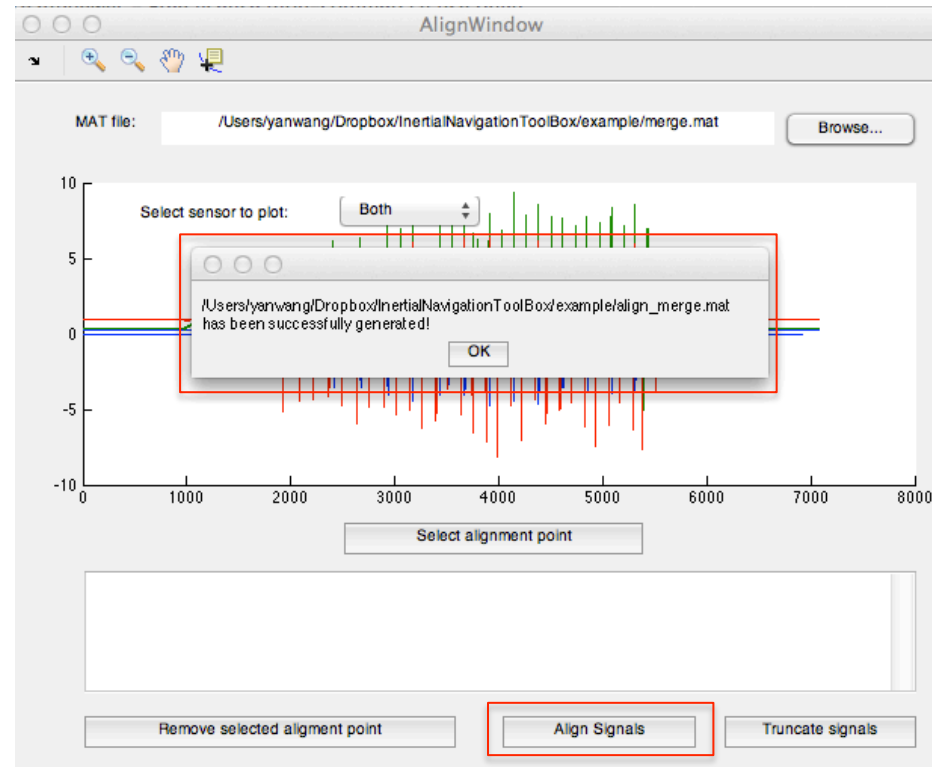 AlignWindow
MAT file: /Users/yanwang/Dropbox/InertialNavigationToolBox/example/merge.mat Browse...
10
Select sensor to plot: Both
5
/Users/yanwang/Dropbox/InertialNavigationToolBox/example/align_merge.mat
has been successfully generated!
OK
0
-5
-10
0 1000 2000 3000 4000 5000 6000 7000 8000
Select alignment point
Remove selected aligment point Align Signals Truncate signals